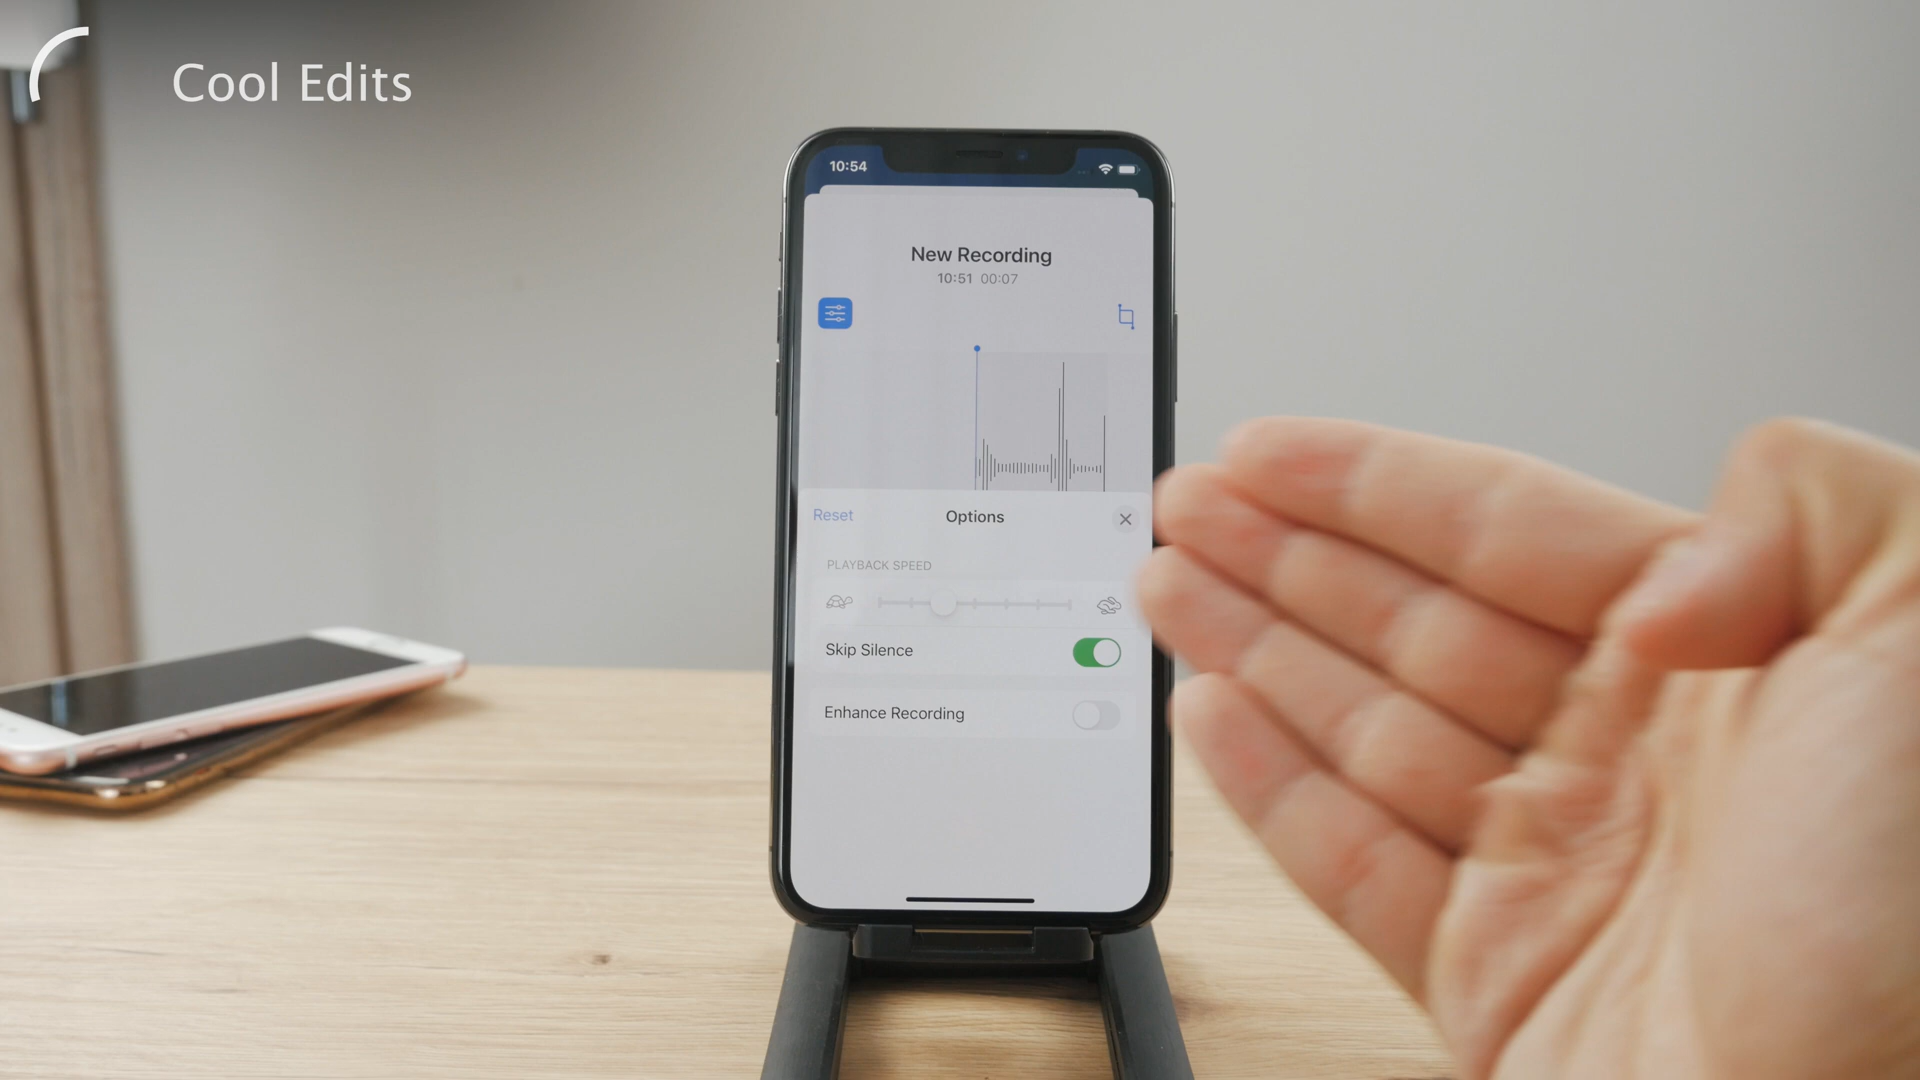 Cool Edits
10:54
New Recording
10:51 00:07
Reset Options
PLAYBACK SPEED
Skip Silence
Enhance Recording